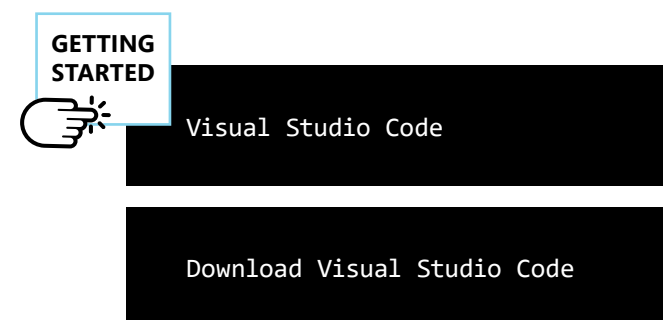 GETTING
STARTED
Visual Studio Code
Download Visual Studio Code